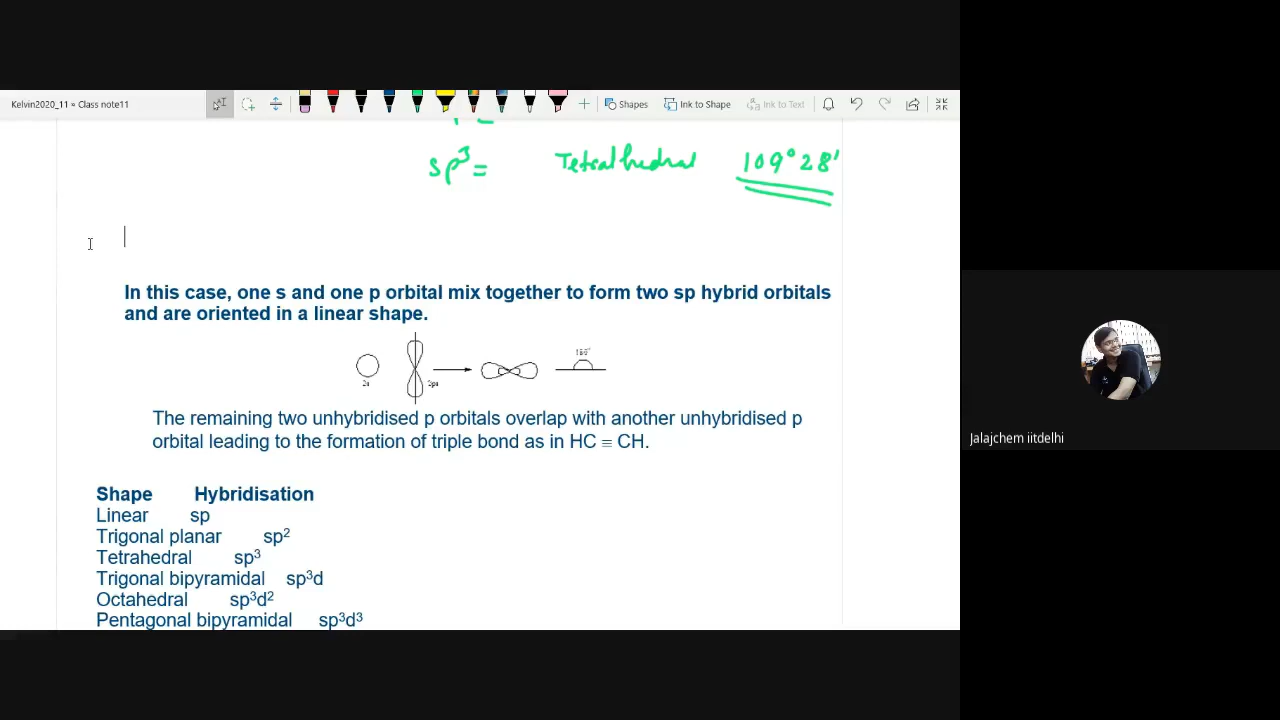 Kelvin2020_11 » Class note11
Shapes
Ink to Shape
Ink to Text
sp³ = Tetrathedral 109°28'
In this case, one s and one p orbital mix together to form two sp hybrid orbitals
and are oriented in a linear shape.
180°
2s
The remaining two unhybridised p orbitals overlap with another unhybridised p
orbital leading to the formation of triple bond as in HC ≡ CH.
Shape Hybridisation
Linear sp
Trigonal planar sp²
Tetrahedral sp³
Trigonal bipyramidal sp³d
Octahedral sp³d²
Pentagonal bipyramidal sp³d³
Jalajchem iitdelhi